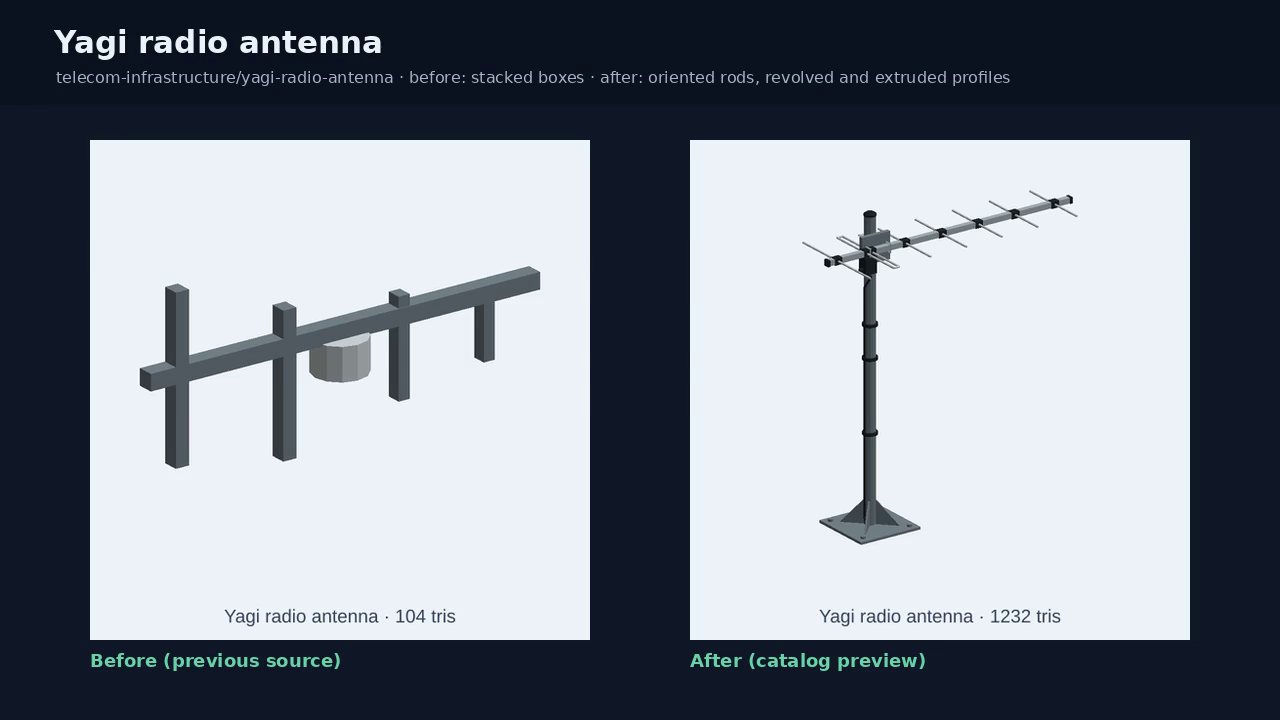 Yagi radio antenna
telecom-infrastructure/yagi-radio-antenna · before: stacked boxes · after: oriented rods, revolved and extruded profiles
Yagi radio antenna · 104 tris
Yagi radio antenna · 1232 tris
Before (previous source)
After (catalog preview)